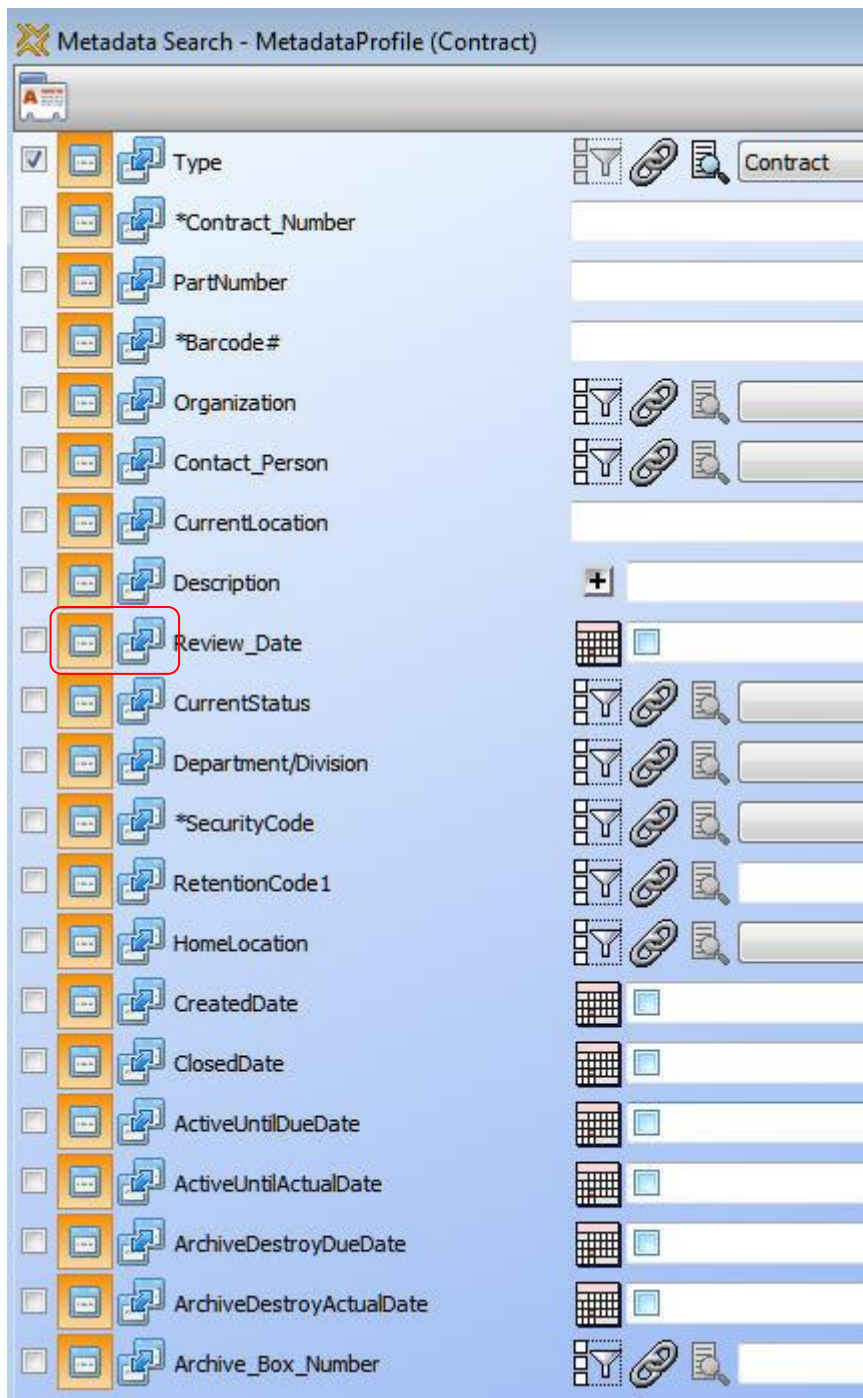 Metadata Search - MetadataProfile (Contract)
A
Type Contract
*Contract_Number
PartNumber
*Barcode#
Organization
Contact_Person
CurrentLocation
Description
Review_Date
CurrentStatus
Department/Division
*SecurityCode
RetentionCode1
HomeLocation
CreatedDate
ClosedDate
ActiveUntilDueDate
ActiveUntilActualDate
ArchiveDestroyDueDate
ArchiveDestroyActualDate
Archive_Box_Number